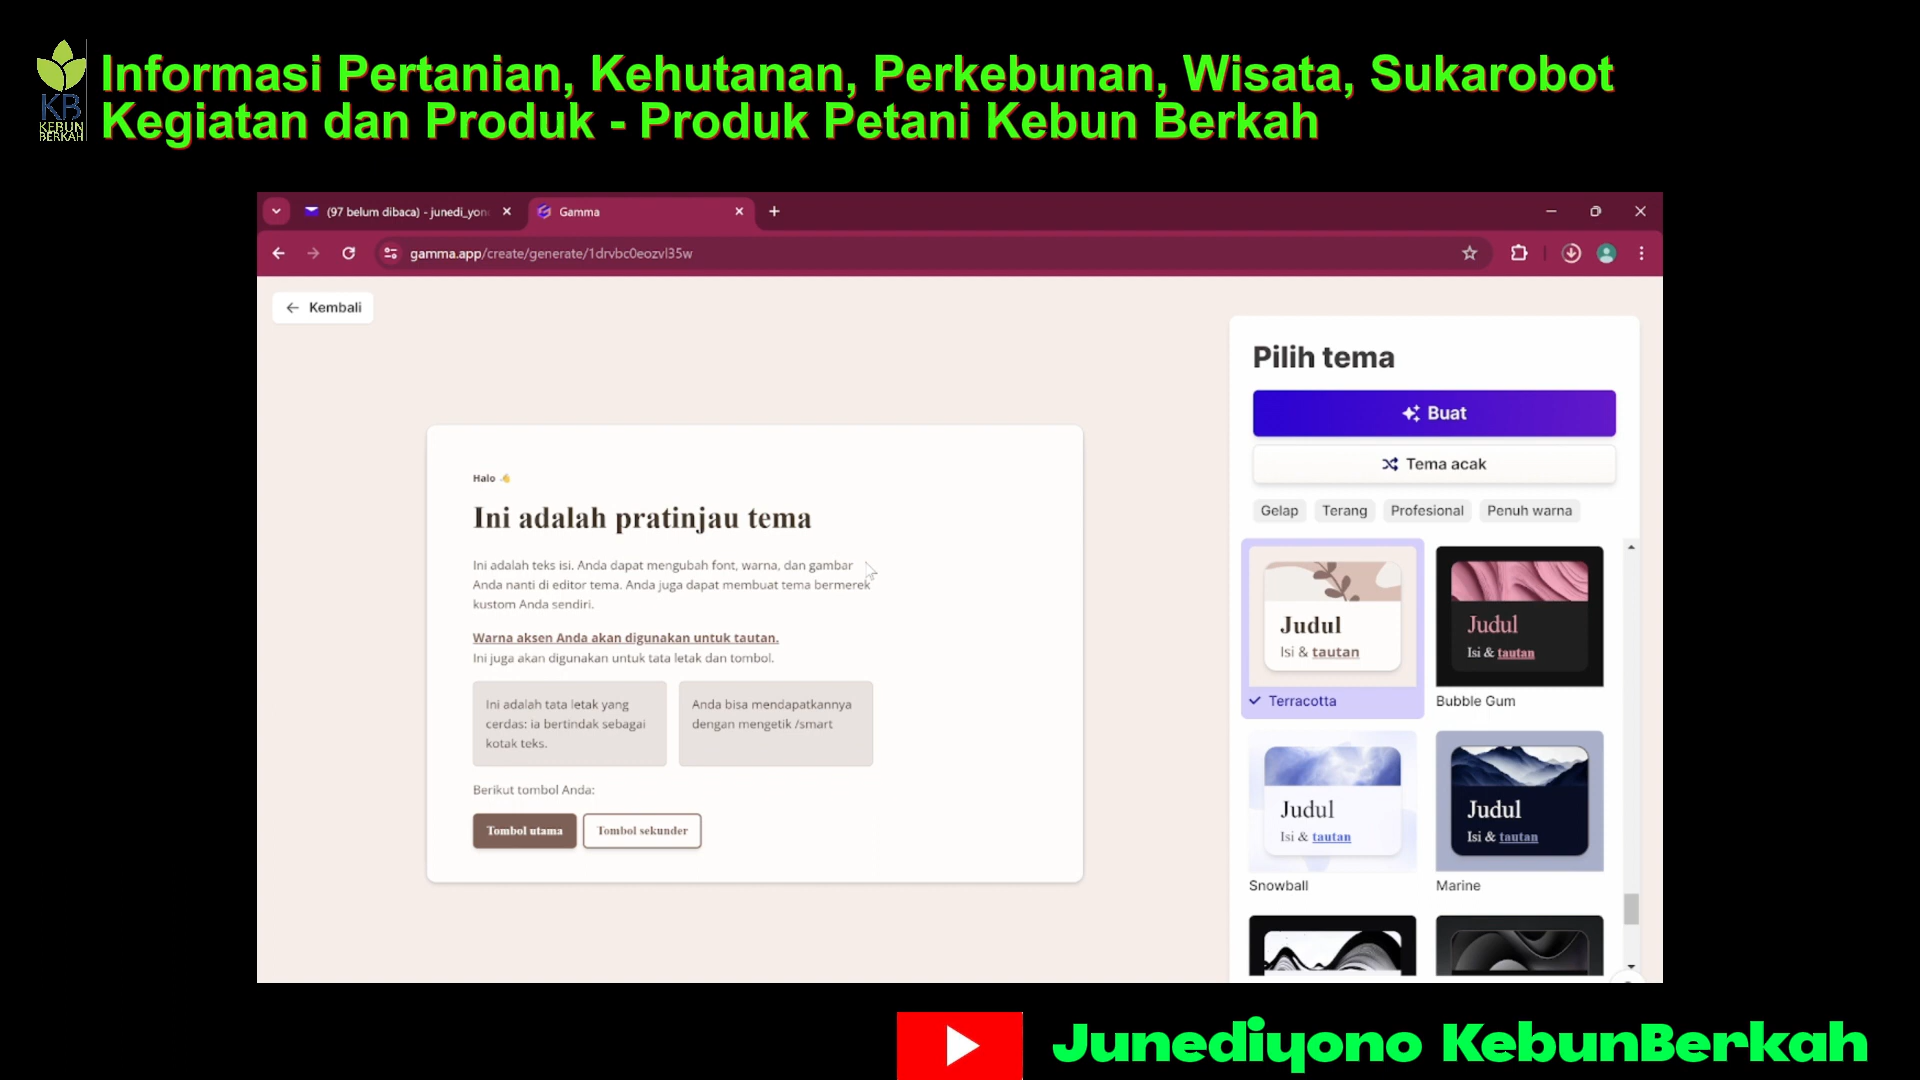 Informasi Pertanian, Kehutanan, Perkebunan, Wisata, Sukarobot
Kegiatan dan Produk - Produk Petani Kebun Berkah
KB
KEBUN
BERKAH
(97 belum dibaca) - junedi_yon
Gamma
gamma.app/create/generate/1drvbc0eozvl35w
Kembali
Halo
Ini adalah pratinjau tema
Ini adalah teks isi. Anda dapat mengubah font, warna, dan gambar
Anda nanti di editor tema. Anda juga dapat membuat tema bermerek
kustom Anda sendiri.
Warna aksen Anda akan digunakan untuk tautan.
Ini juga akan digunakan untuk tata letak dan tombol.
Ini adalah tata letak yang
cerdas: ia bertindak sebagai
kotak teks.
Anda bisa mendapatkannya
dengan mengetik /smart
Berikut tombol Anda:
Tombol utama
Tombol sekunder
Pilih tema
Buat
Tema acak
Gelap
Terang
Profesional
Penuh warna
Judul
Isi & tautan
Terracotta
Judul
Isi & tautan
Bubble Gum
Judul
Isi & tautan
Snowball
Judul
Isi & tautan
Marine
Junediyono KebunBerkah